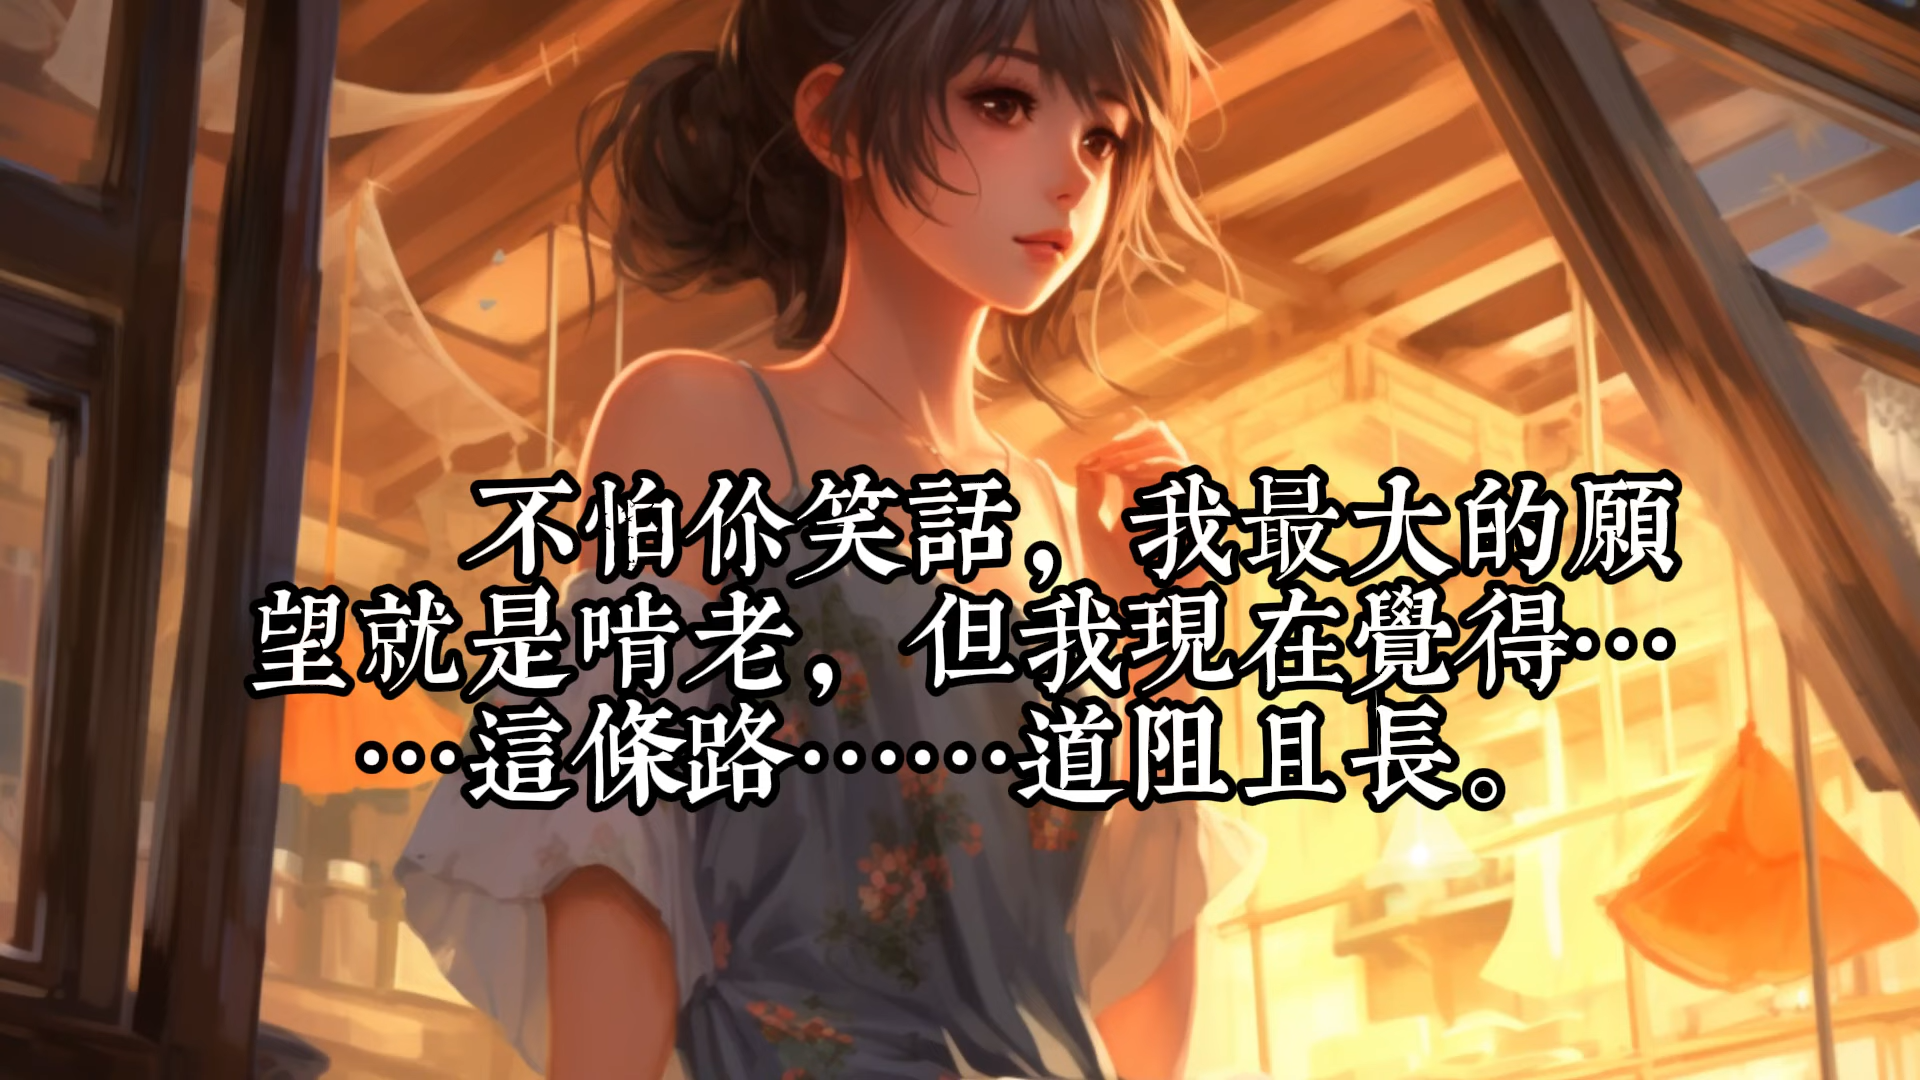 不怕你笑話，我最大的願
望就是啃老，但我現在覺得…
…這條路……道阻且長。